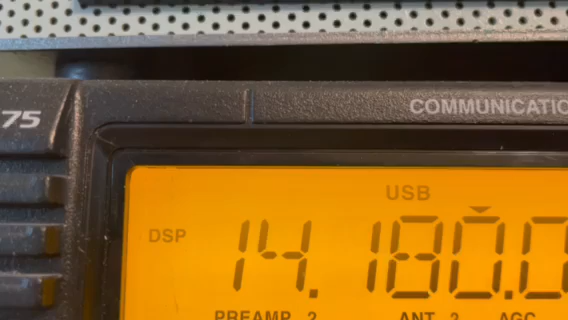 75
COMMUNICATIO
USB
DSP
14.180.0
PREAMP 2 ANT 2 AGC